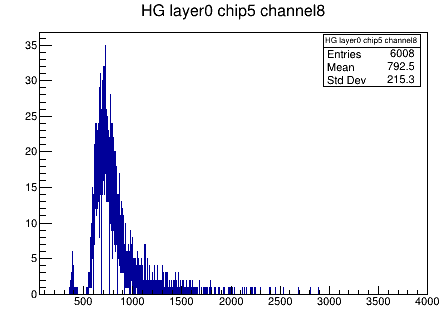 HG layer0 chip5 channel8
HG layer0 chip5 channel8
Entries 6008
Mean 792.5
Std Dev 215.3
35
30
25
20
15
10
5
0
500 1000 1500 2000 2500 3000 3500 4000